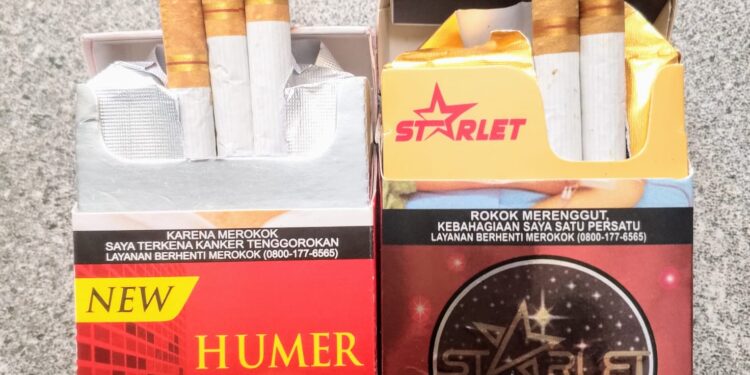 KARENA MEROKOK
SAYA TERKENA KANKER TENGGOROKAN
LAYANAN BERHENTI MEROKOK (0800-177-6565)
NEW
HUMER
STARLET
ROKOK MERENGGUT,
KEBAHAGIAAN SAYA SATU PERSATU
LAYANAN BERHENTI MEROKOK (0800-177-6565)
STARLET